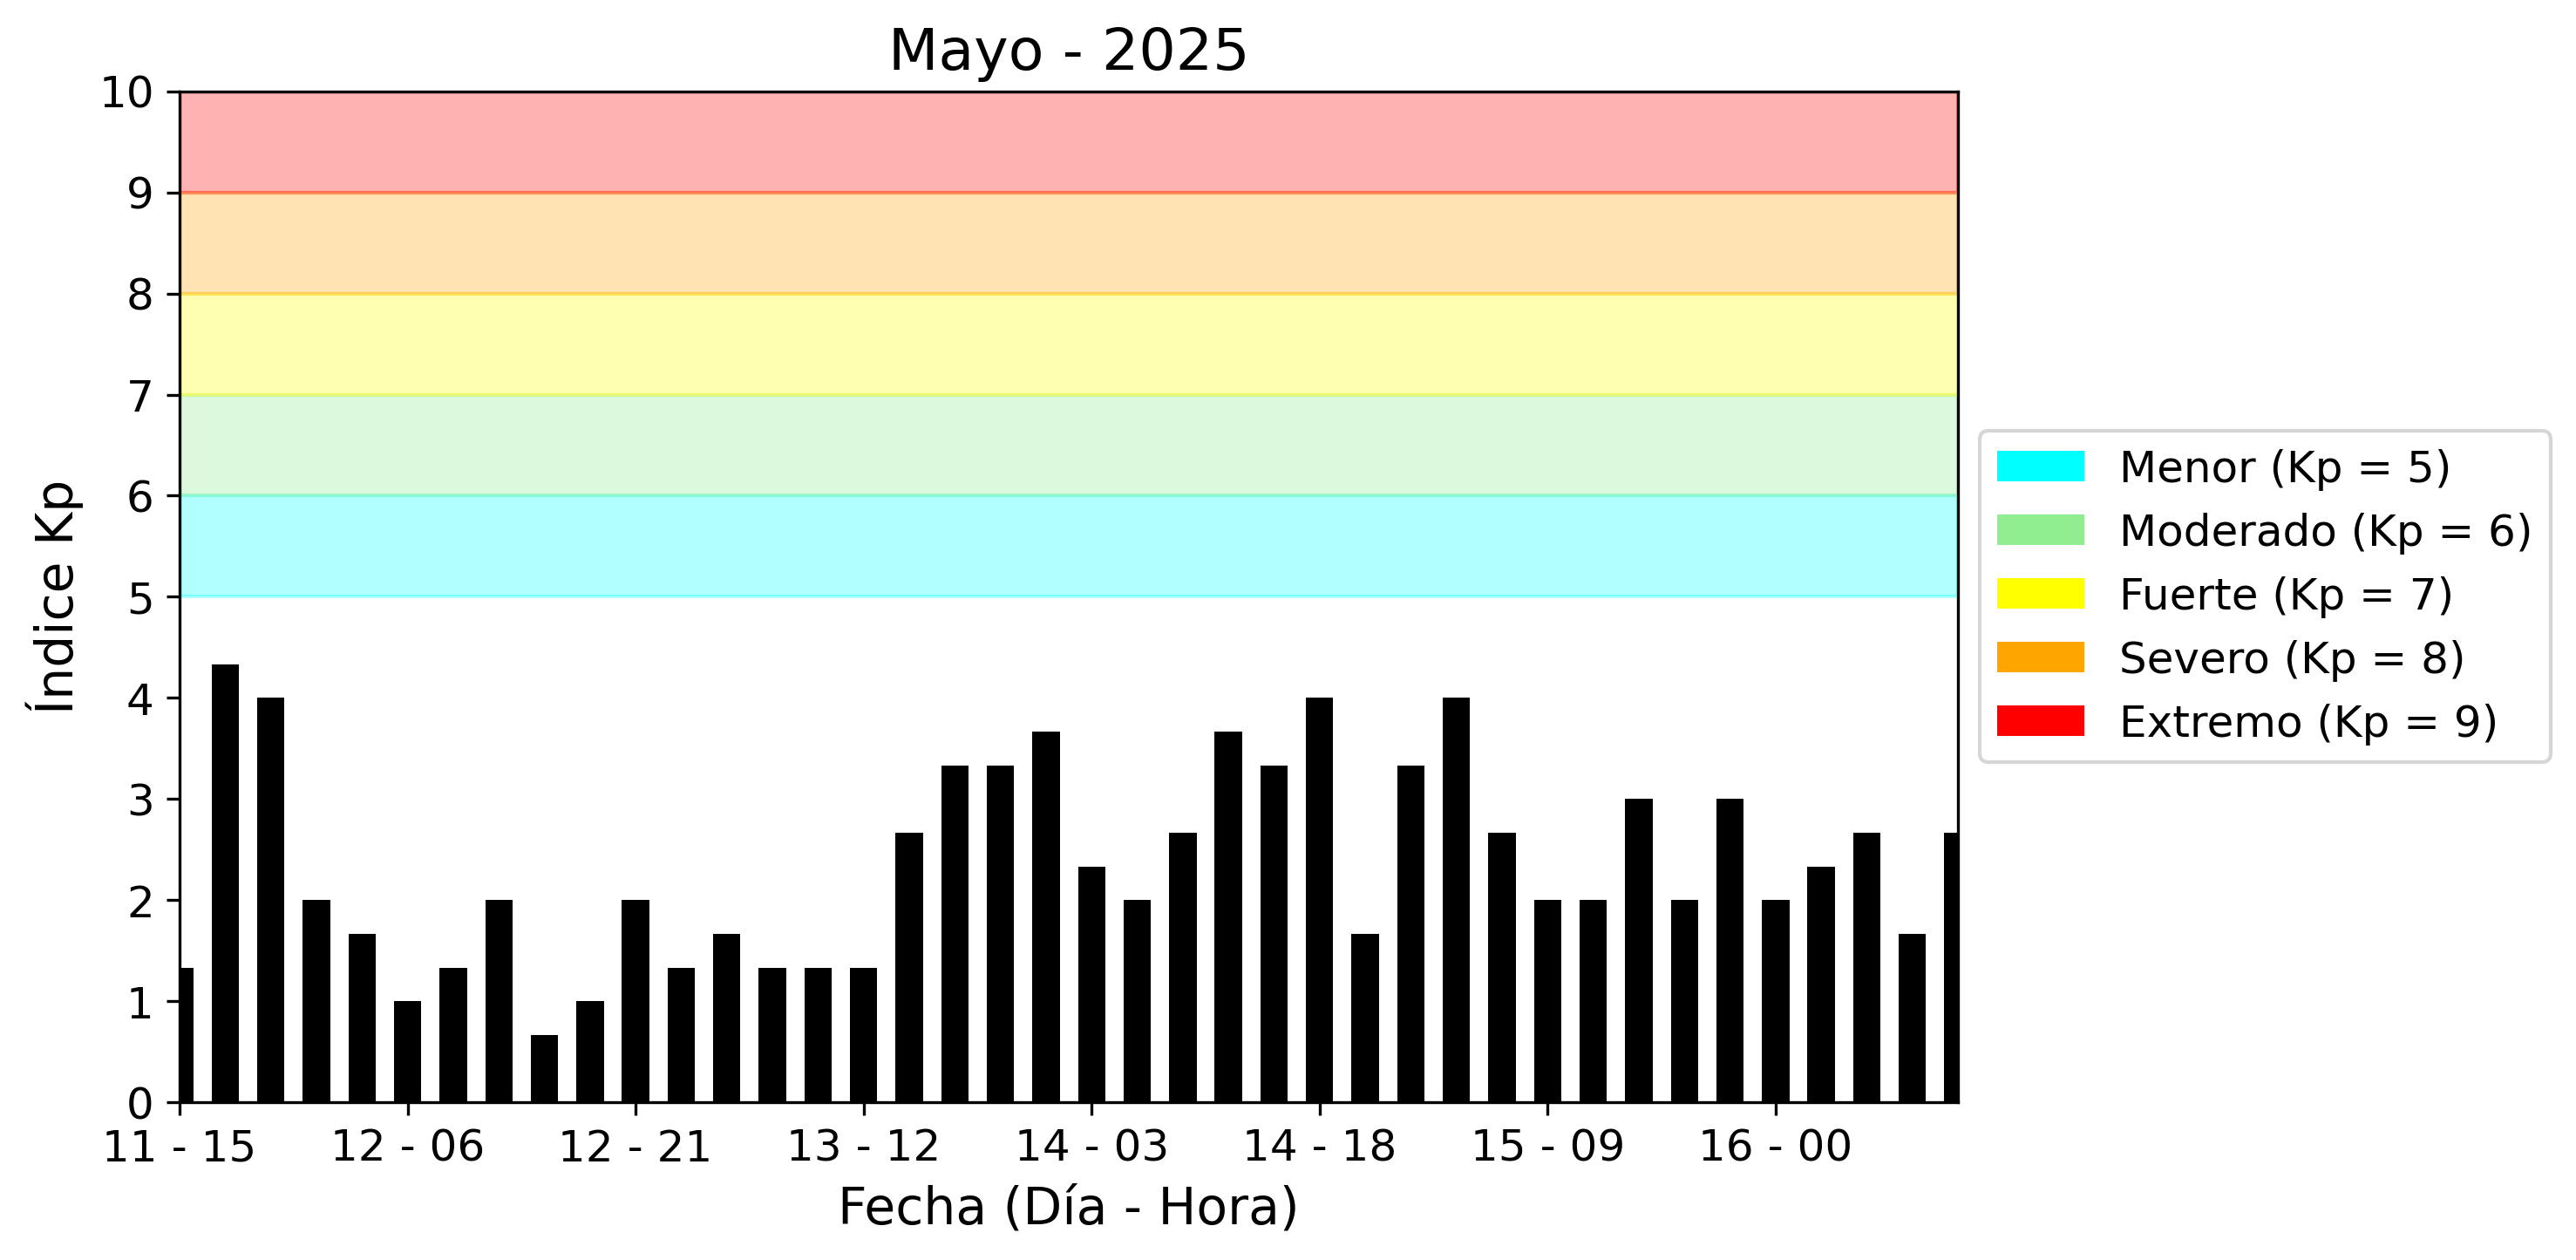 Mayo - 2025
10
9
8
7
6
5
4
3
2
1
0
Índice Kp
11 - 15
12 - 06
12 - 21
13 - 12
14 - 03
14 - 18
15 - 09
16 - 00
Fecha (Día - Hora)
Menor (Kp = 5)
Moderado (Kp = 6)
Fuerte (Kp = 7)
Severo (Kp = 8)
Extremo (Kp = 9)